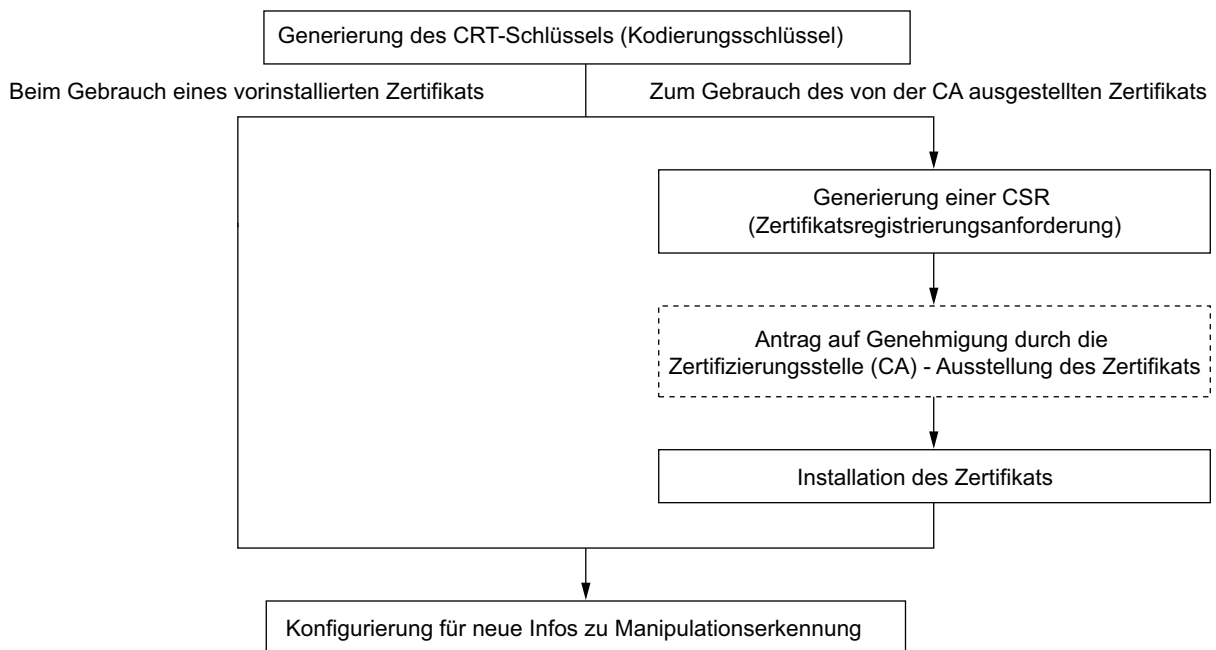 Generierung des CRT-Schlüssels (Kodierungsschlüssel)
Beim Gebrauch eines vorinstallierten Zertifikats
Zum Gebrauch des von der CA ausgestellten Zertifikats
Generierung einer CSR
(Zertifikatsregistrierungsanforderung)
Antrag auf Genehmigung durch die
Zertifizierungsstelle (CA) - Ausstellung des Zertifikats
Installation des Zertifikats
Konfigurierung für neue Infos zu Manipulationserkennung